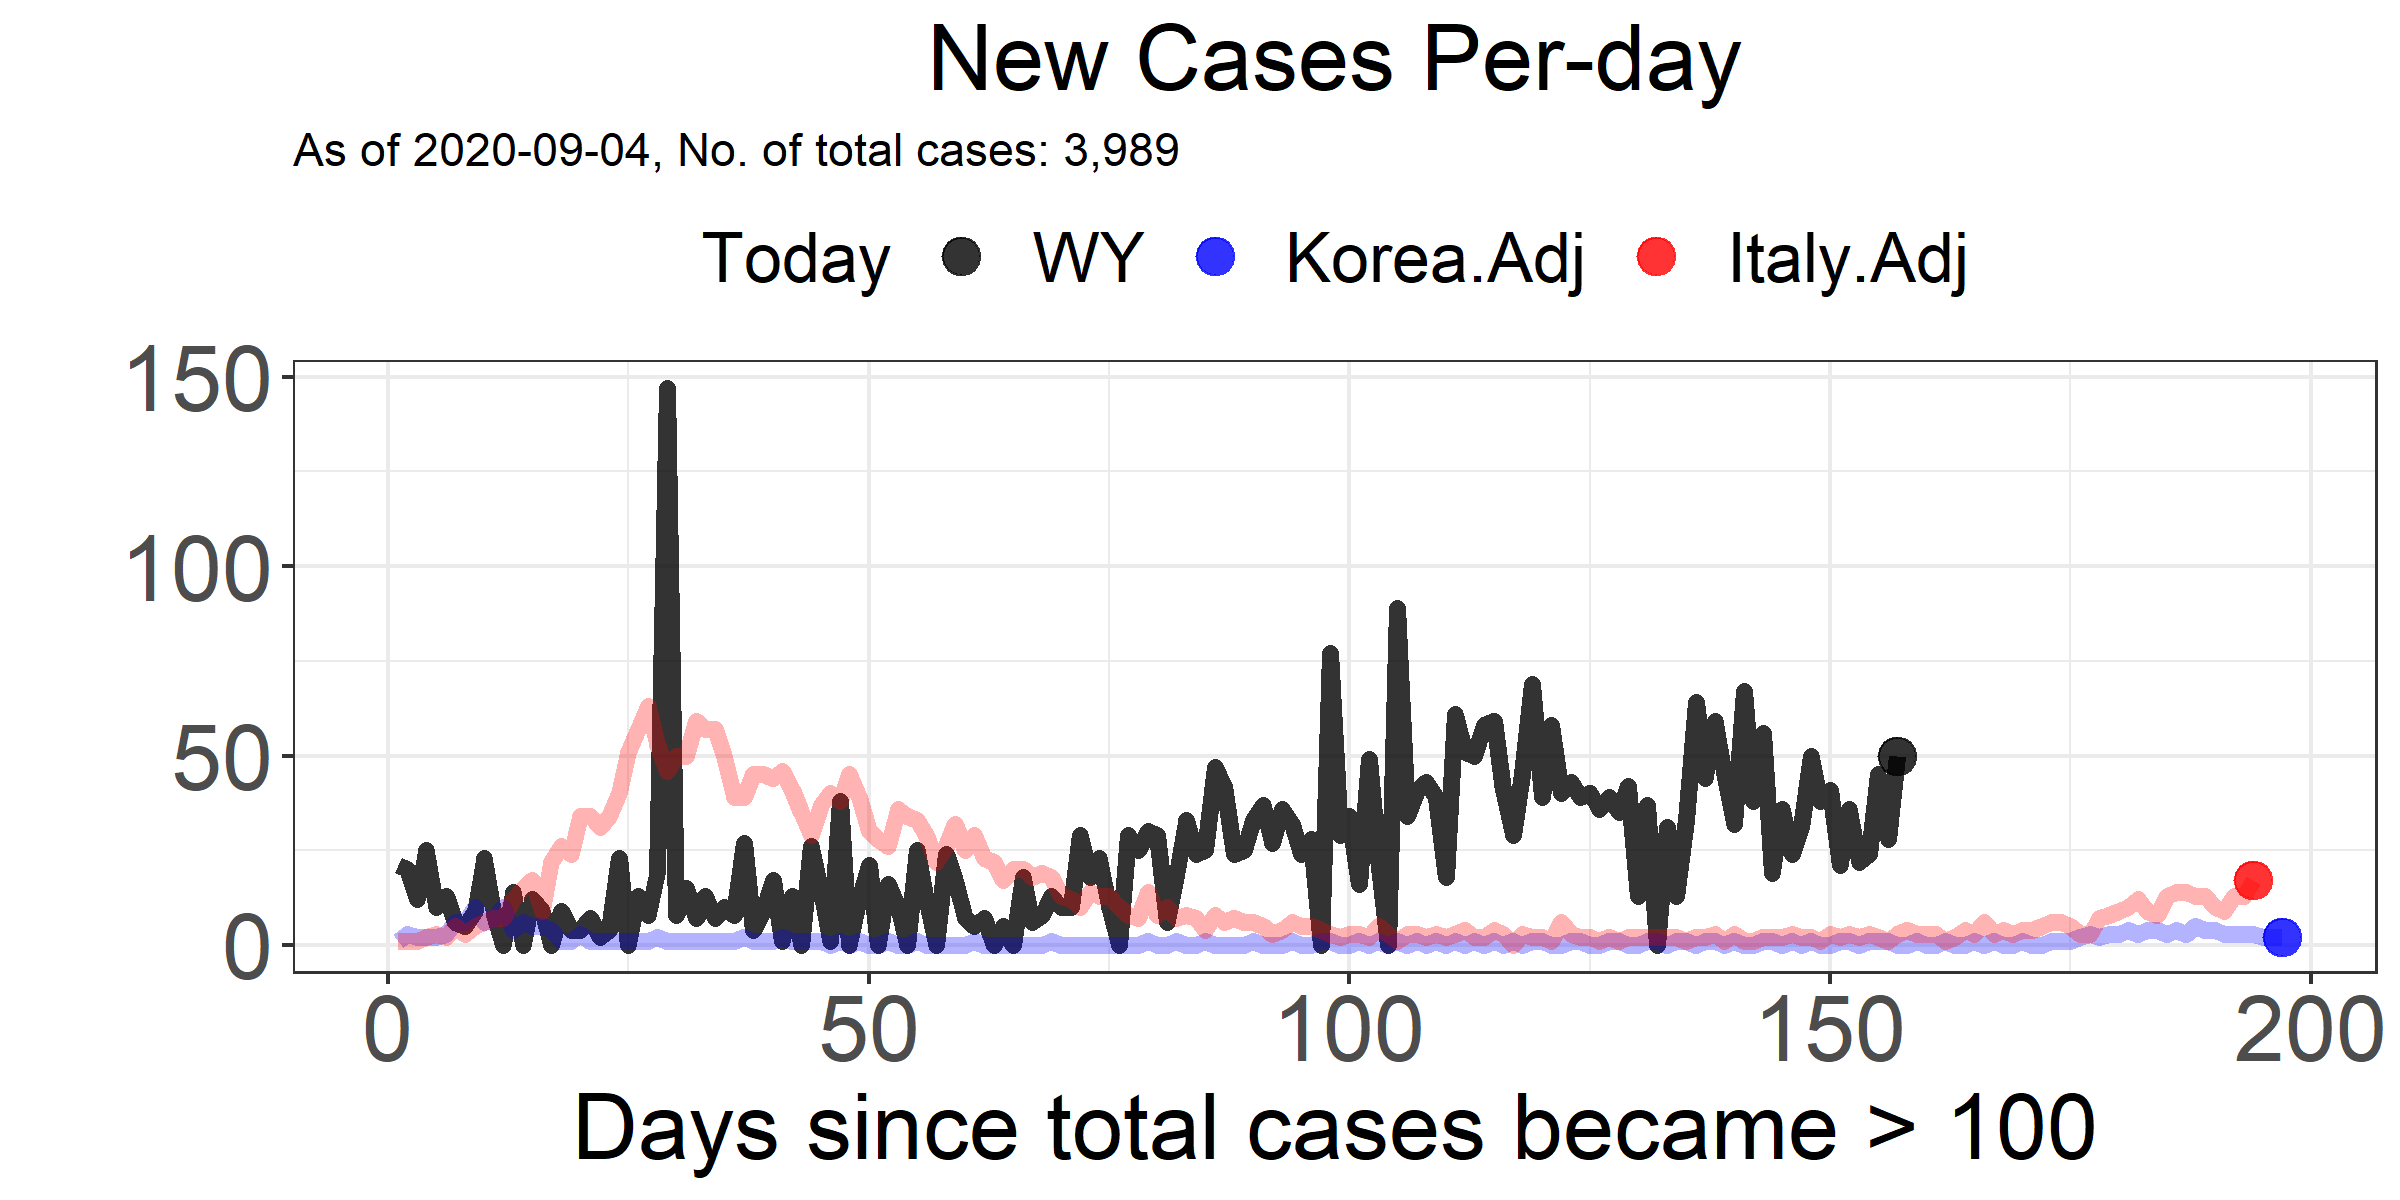 New Cases Per-day
As of 2020-09-04, No. of total cases: 3,989
Today WY Korea.Adj Italy.Adj
150
100
50
0
0 50 100 150 200
Days since total cases became > 100